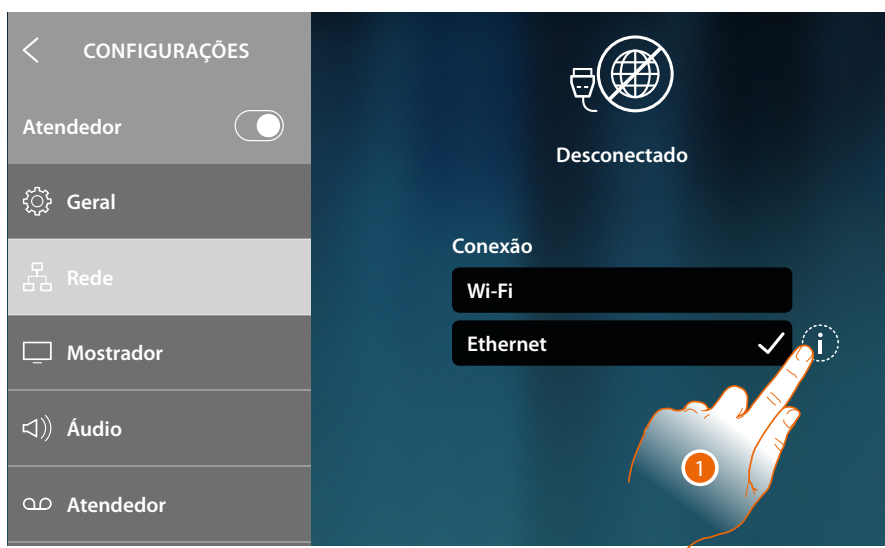 CONFIGURAÇÕES
Atendedor
Geral
Rede
Mostrador
Áudio
Atendedor
Desconectado
Conexão
Wi-Fi
Ethernet
i
1